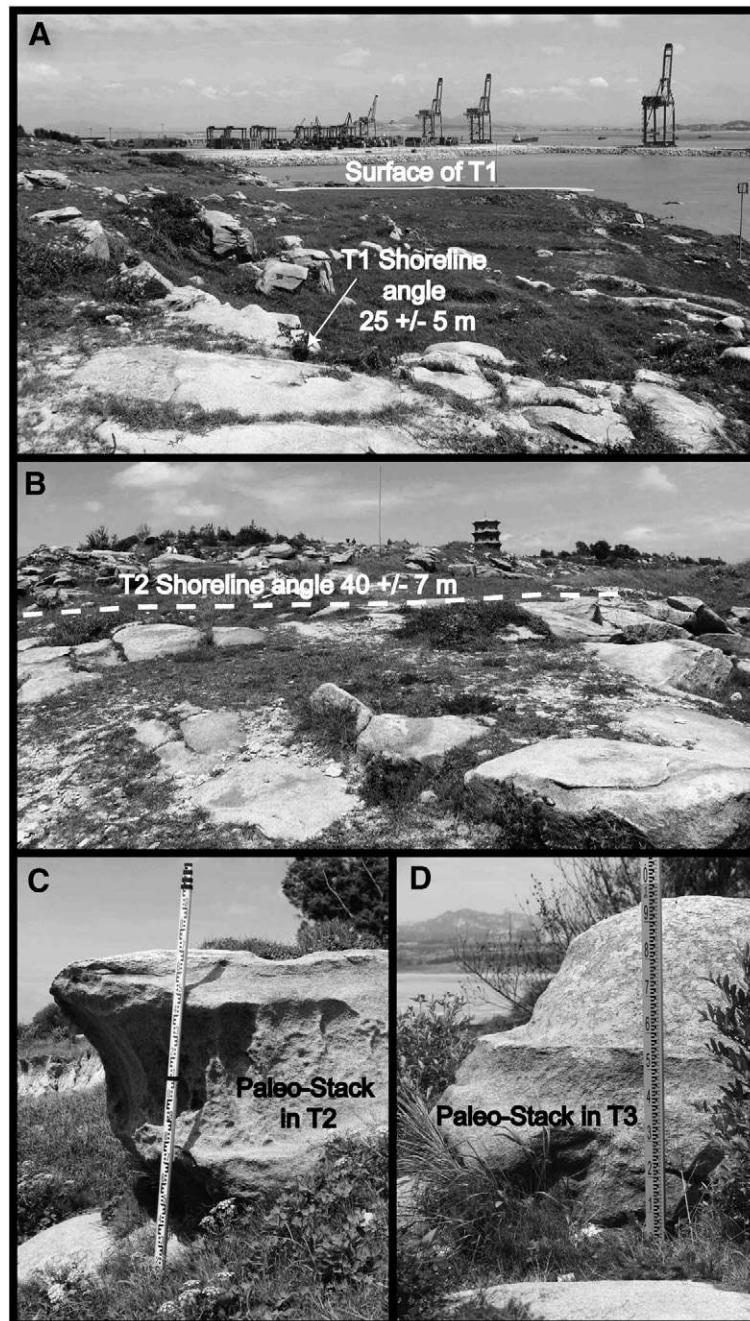 A
Surface of T1
T1 Shoreline
angle
25 +/- 5 m
B
T2 Shoreline angle 40 +/- 7 m
C
Paleo-Stack
in T2
D
Paleo-Stack in T3